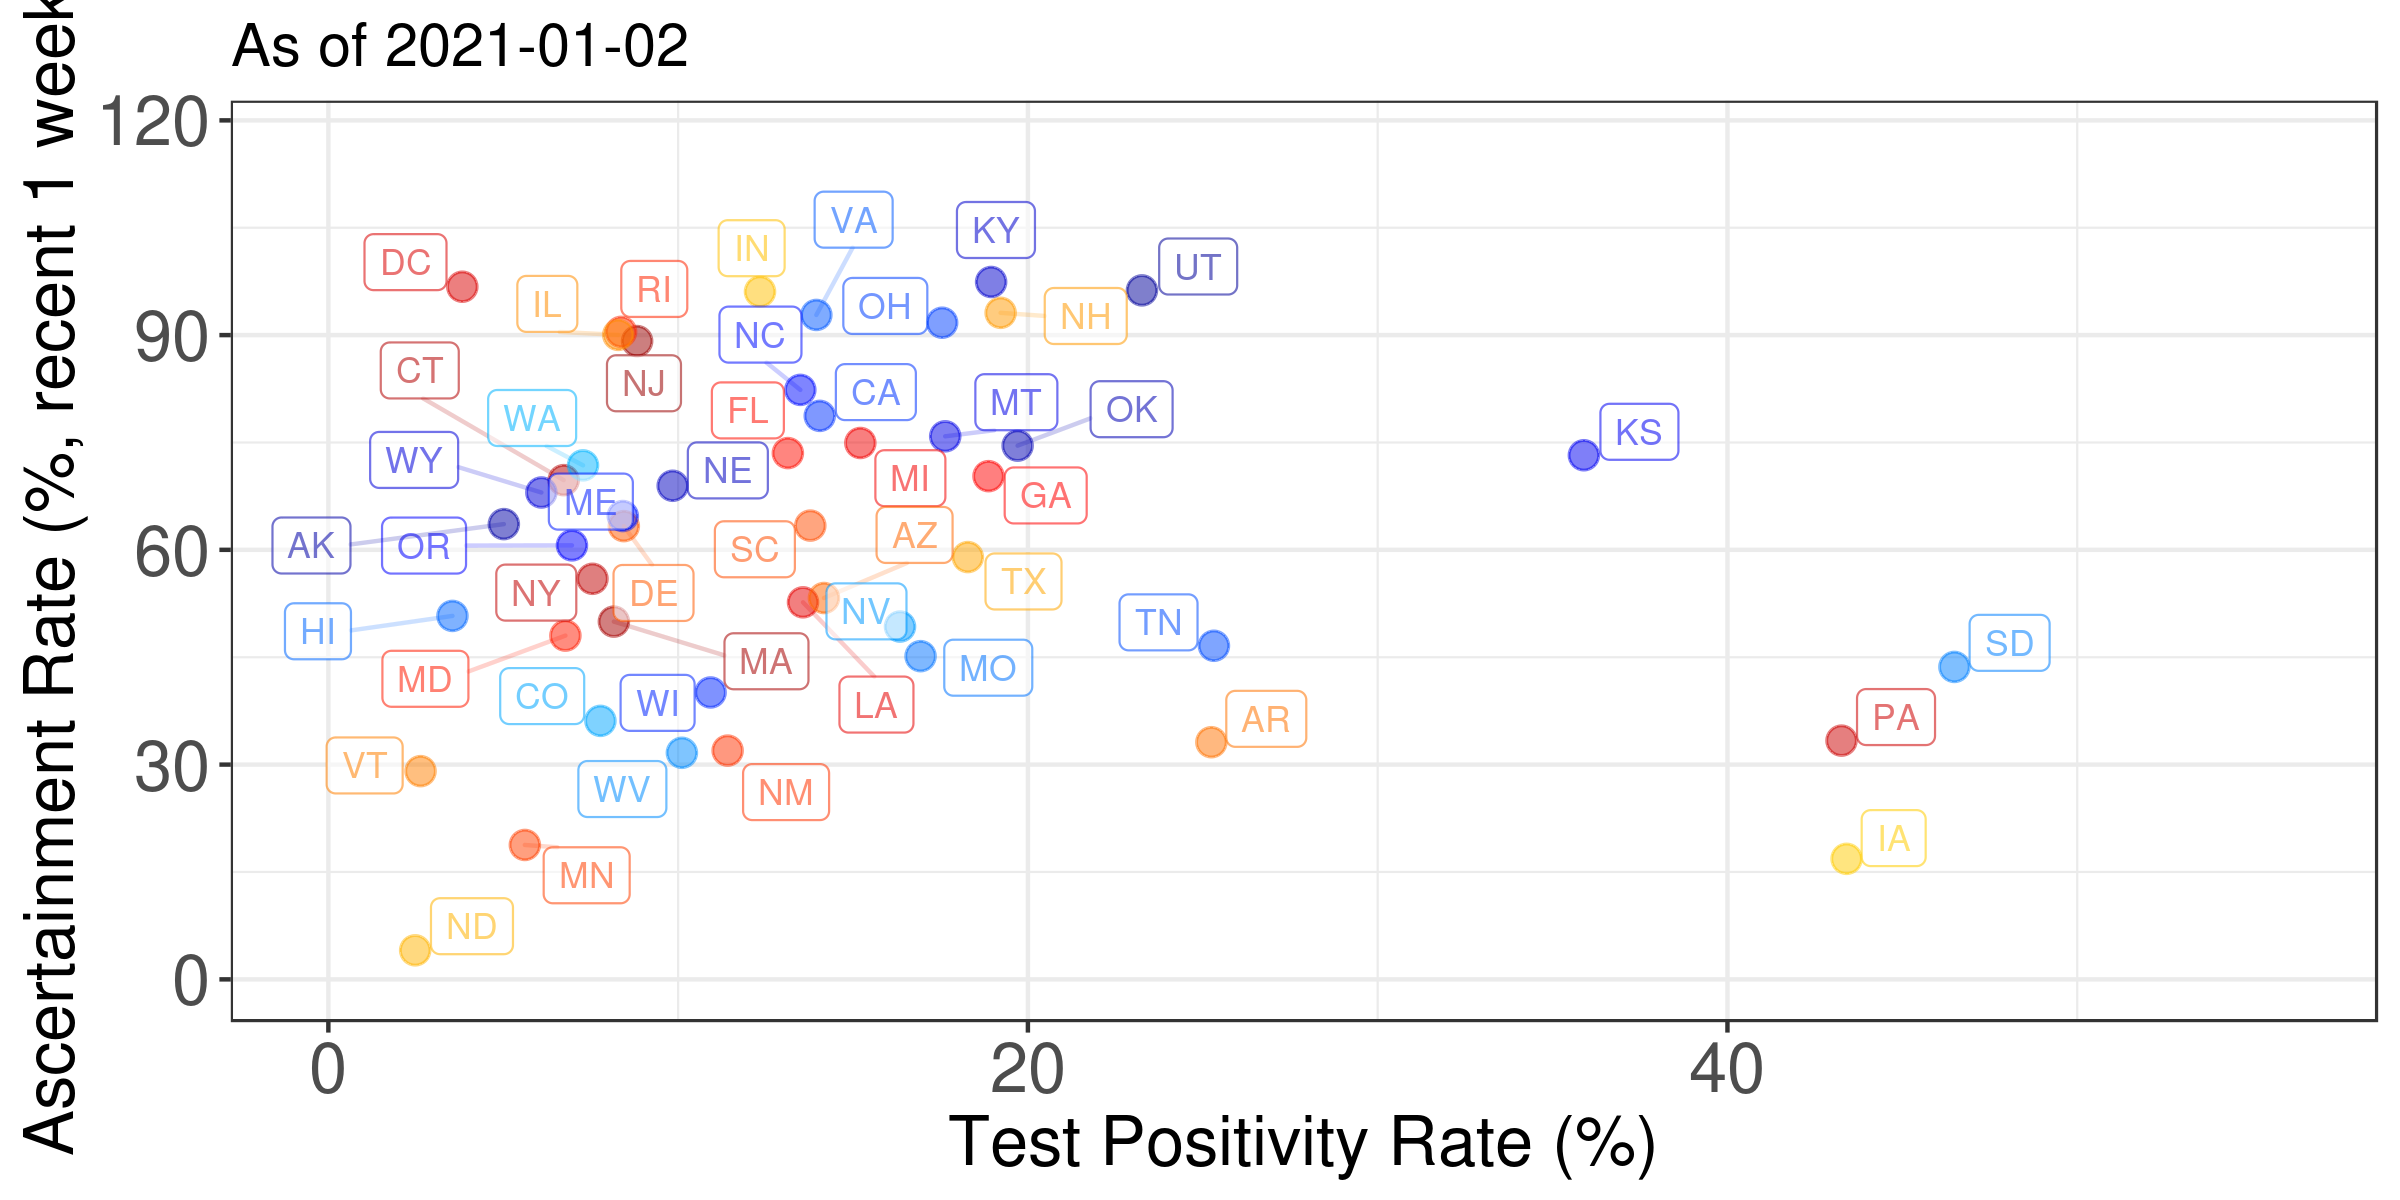 As of 2021-01-02
Ascertainment Rate (%, recent 1 week
120
90
60
30
0
VA
KY
DC
IN
UT
IL
RI
OH
NH
NC
CT
NJ
WA
FL
CA
MT
OK
KS
WY
NE
MI
GA
ME
AK
OR
SC
AZ
NY
DE
TX
HI
NV
TN
MD
MA
MO
SD
CO
WI
LA
AR
PA
VT
WV
NM
IA
MN
ND
0
20
40
Test Positivity Rate (%)